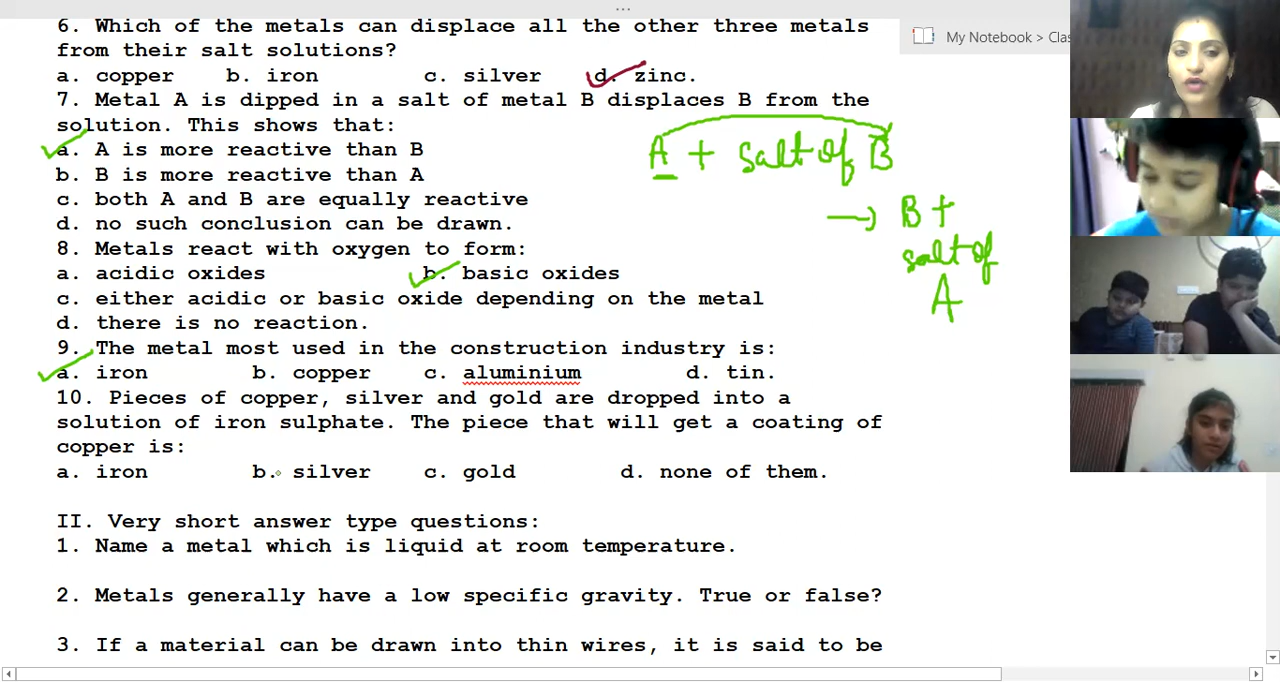 6. Which of the metals can displace all the other three metals
from their salt solutions?
a. copper b. iron c. silver d. zinc.
7. Metal A is dipped in a salt of metal B displaces B from the
solution. This shows that:
a. A is more reactive than B
b. B is more reactive than A
c. both A and B are equally reactive
d. no such conclusion can be drawn.
8. Metals react with oxygen to form:
a. acidic oxides b. basic oxides
c. either acidic or basic oxide depending on the metal
d. there is no reaction.
9. The metal most used in the construction industry is:
a. iron b. copper c. aluminium d. tin.
10. Pieces of copper, silver and gold are dropped into a
solution of iron sulphate. The piece that will get a coating of
copper is:
a. iron b. silver c. gold d. none of them.
II. Very short answer type questions:
1. Name a metal which is liquid at room temperature.
2. Metals generally have a low specific gravity. True or false?
3. If a material can be drawn into thin wires, it is said to be
A + Salt of B
→ B +
salt of
A
My Notebook > Clas